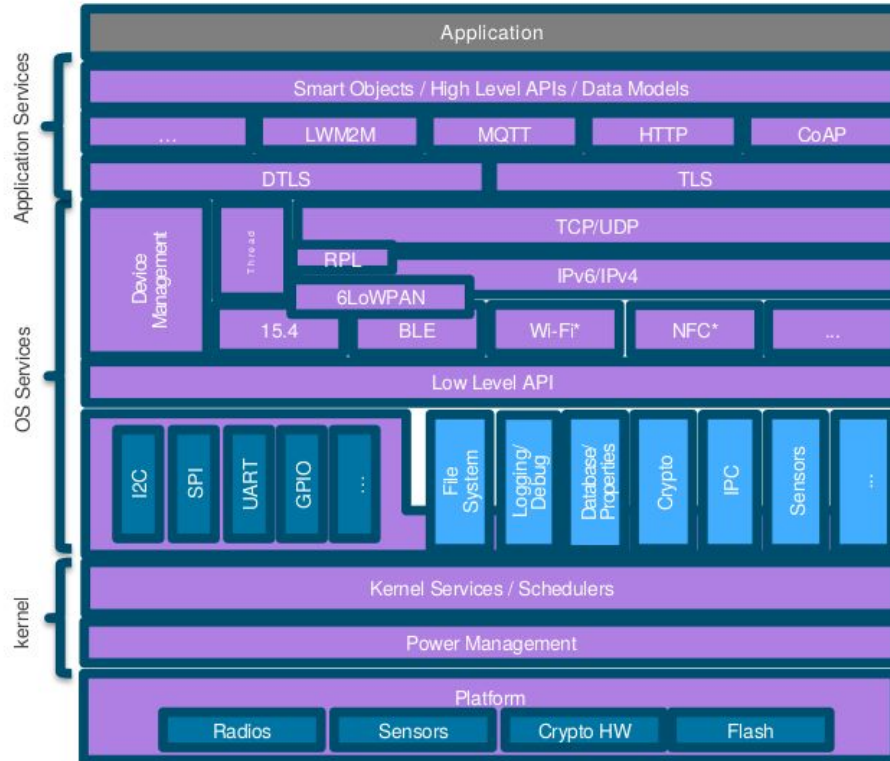 Application
Application Services
Smart Objects / High Level APIs / Data Models
...
LWM2M
MQTT
HTTP
CoAP
DTLS
TLS
OS Services
Device
Management
Thread
TCP/UDP
RPL
IPv6/IPv4
6LoWPAN
15.4
BLE
Wi-Fi*
NFC*
...
Low Level API
I2C
SPI
UART
GPIO
...
File
System
Logging/
Debug
Database/
Properties
Crypto
IPC
Sensors
...
kernel
Kernel Services / Schedulers
Power Management
Platform
Radios
Sensors
Crypto HW
Flash